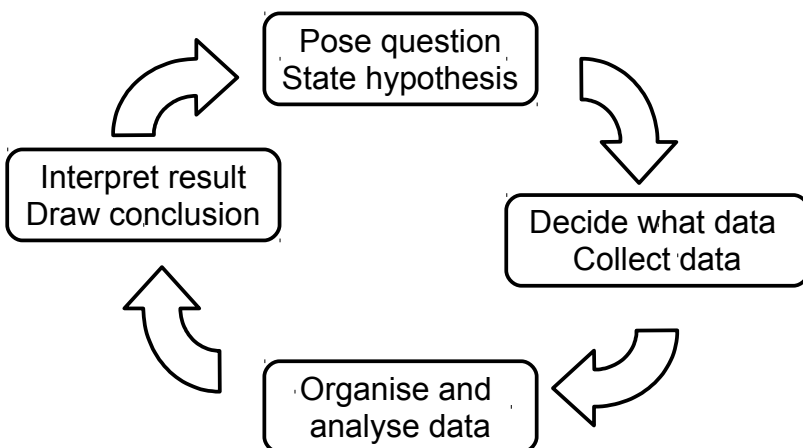 Pose question
State hypothesis
Decide what data
Collect data
Organise and
analyse data
Interpret result
Draw conclusion